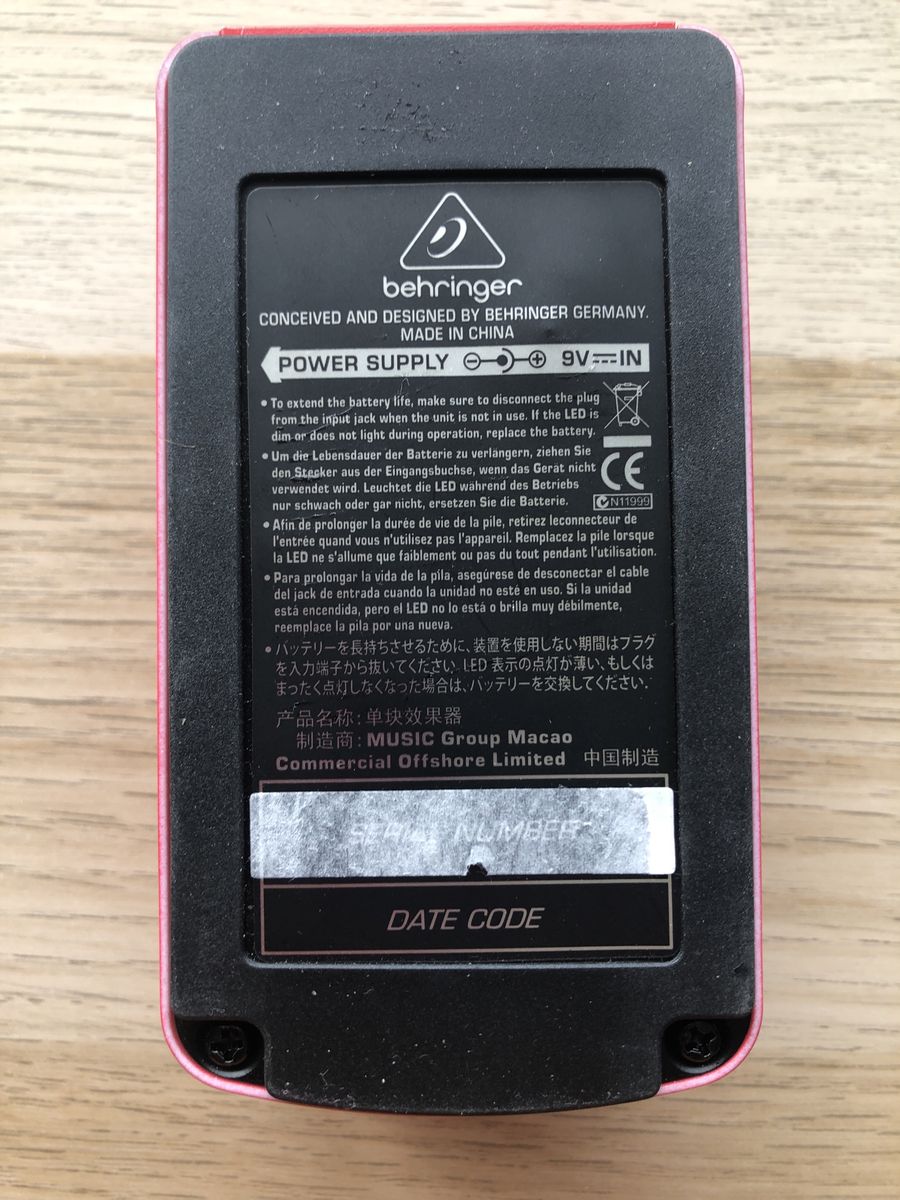 behringer
CONCEIVED AND DESIGNED BY BEHRINGER GERMANY.
MADE IN CHINA
POWER SUPPLY 9V IN
• To extend the battery life, make sure to disconnect the plug
from the input jack when the unit is not in use. If the LED is
dim or does not light during operation, replace the battery.
• Um die Lebensdauer der Batterie zu verlängern, ziehen Sie
den Stecker aus der Eingangsbuchse, wenn das Gerät nicht
verwendet wird. Leuchtet die LED während des Betriebs
nur schwach oder gar nicht, ersetzen Sie die Batterie.
CE
N11999
• Afin de prolonger la durée de vie de la pile, retirez leconnecteur de
l'entrée quand vous n'utilisez pas l'appareil. Remplacez la pile lorsque
la LED ne s'allume que faiblement ou pas du tout pendant l'utilisation.
• Para prolongar la vida de la pila, asegúrese de desconectar el cable
del jack de entrada cuando la unidad no esté en uso. Si la unidad
está encendida, pero el LED no lo está o brilla muy débilmente,
reemplace la pila por una nueva.
• バッテリーを長持ちさせるために、装置を使用しない期間はプラグ
を入力端子から抜いてください. LED 表示の点灯が薄い、もしくは
まったく点灯しなくなった場合は、バッテリーを交換してください.
产品名称: 单块效果器
制造商: MUSIC Group Macao
Commercial Offshore Limited 中国制造
SERIAL NUMBER
DATE CODE